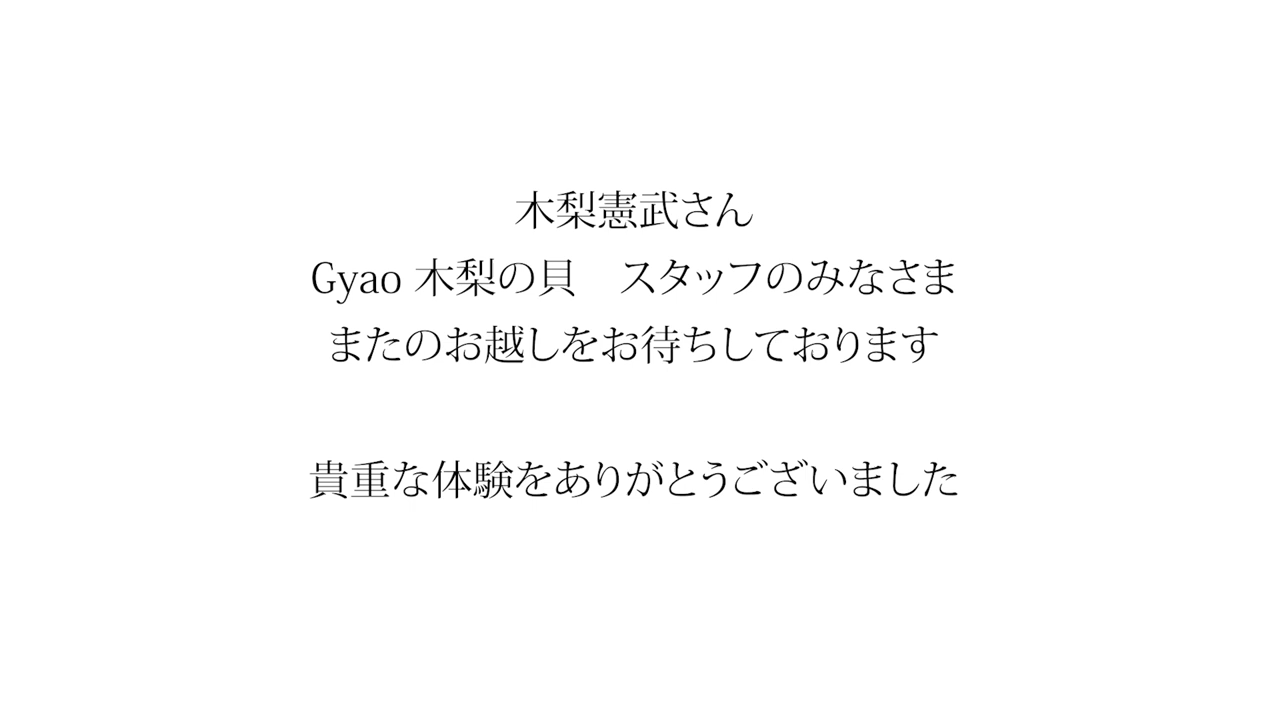 木梨憲武さん
Gyao 木梨の貝　スタッフのみなさま
またのお越しをお待ちしております
貴重な体験をありがとうございました